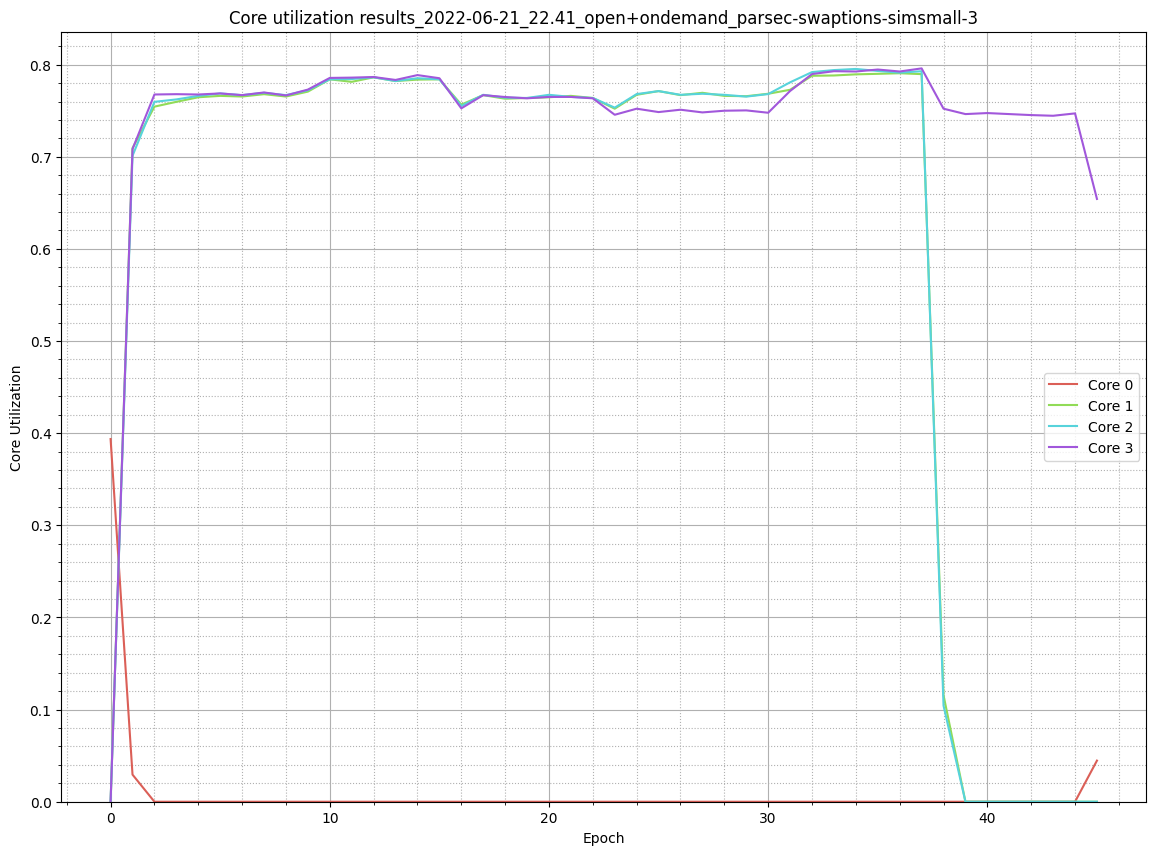 Core utilization results_2022-06-21_22.41_open+ondemand_parsec-swaptions-simsmall-3
0.8
0.7
0.6
0.5
0.4
0.3
0.2
0.1
0.0
Core Utilization
Core 0
Core 1
Core 2
Core 3
0 10 20 30 40
Epoch